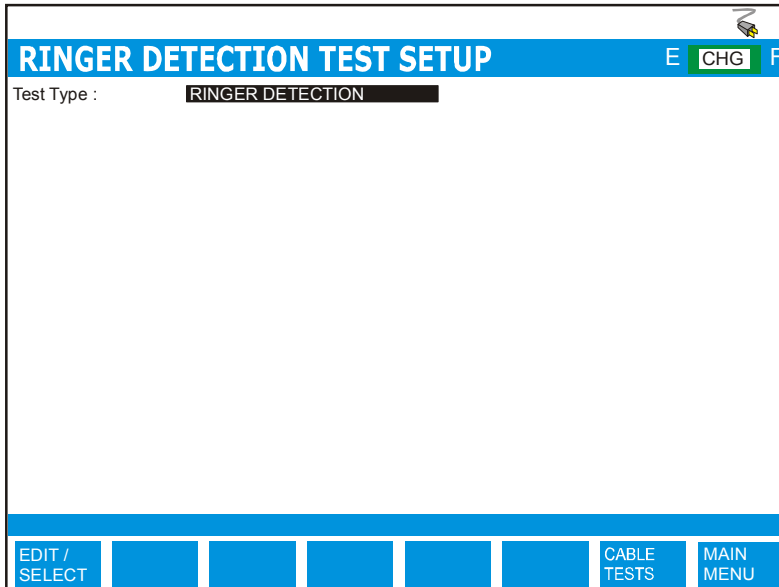 RINGER DETECTION TEST SETUP E CHG F
Test Type : RINGER DETECTION
EDIT /
SELECT
CABLE
TESTS
MAIN
MENU